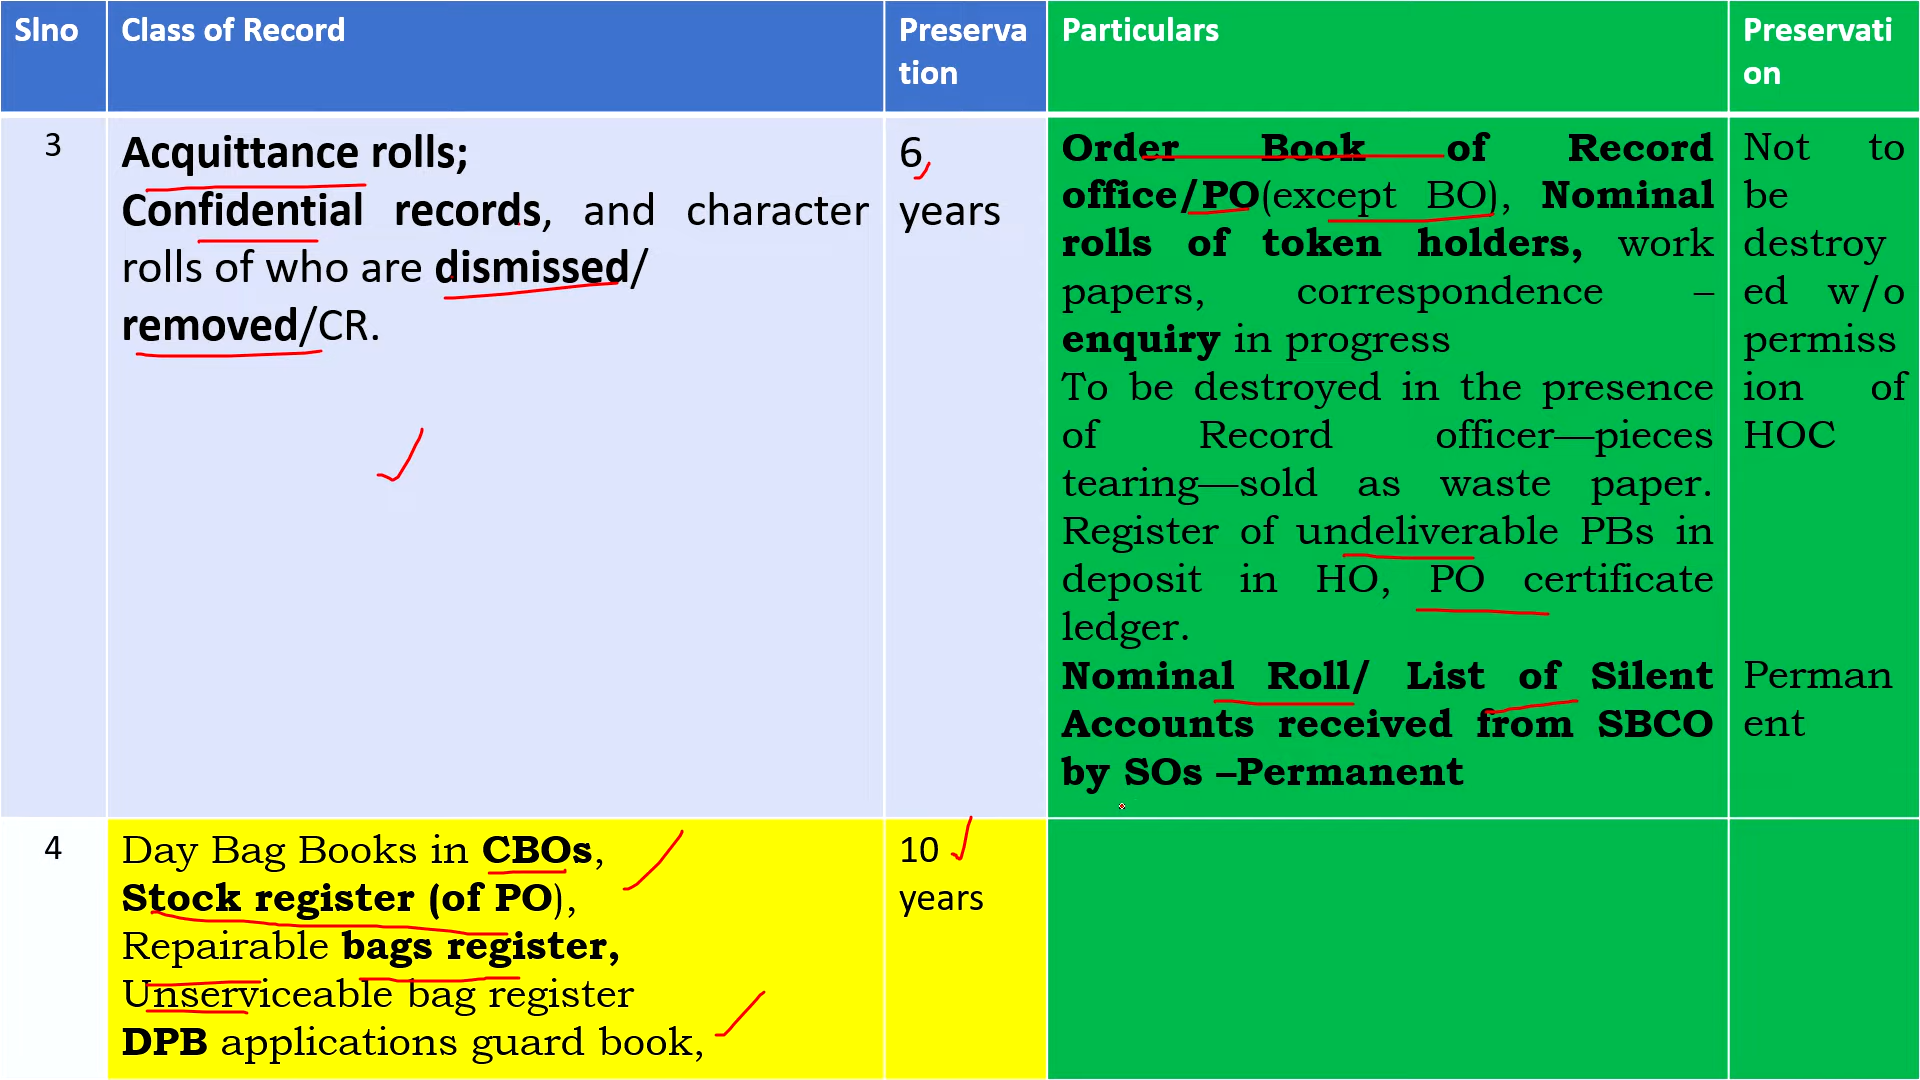 Slno
Class of Record
Preserva
tion
Particulars
Preservati
on
3
Acquittance rolls;
Confidential records, and character
rolls of who are dismissed/
removed/CR.
6
years
Order Book of Record
office/PO(except BO), Nominal
rolls of token holders, work
papers, correspondence –
enquiry in progress
To be destroyed in the presence
of Record officer—pieces
tearing—sold as waste paper.
Register of undeliverable PBs in
deposit in HO, PO certificate
ledger.
Nominal Roll/ List of Silent
Accounts received from SBCO
by SOs –Permanent
Not to
be
destroy
ed w/o
permiss
ion of
HOC
Perman
ent
4
Day Bag Books in CBOs,
Stock register (of PO),
Repairable bags register,
Unserviceable bag register
DPB applications guard book,
10
years